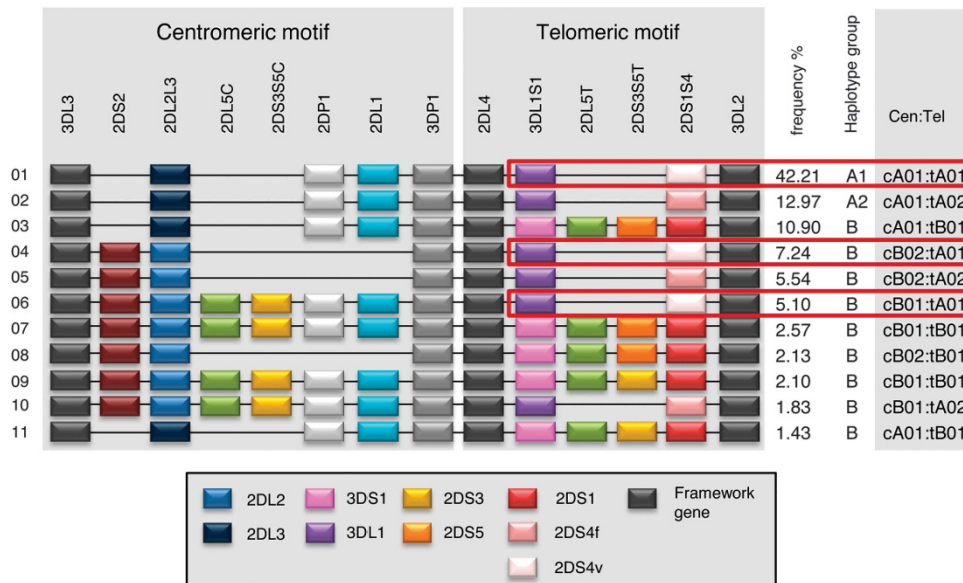 Centromeric motif Telomeric motif
3DL3 2DS2 2DL2L3 2DL5C 2DS3S5C 2DP1 2DL1 3DP1 2DL4 3DL1S1 2DL5T 2DS3S5T 2DS1S4 3DL2 frequency % Haplotype group Cen:Tel
01 42.21 A1 cA01:tA01
02 12.97 A2 cA01:tA02
03 10.90 B cA01:tB01
04 7.24 B cB02:tA01
05 5.54 B cB02:tA02
06 5.10 B cB01:tA01
07 2.57 B cB01:tB01
08 2.13 B cB02:tB01
09 2.10 B cB01:tB01
10 1.83 B cB01:tA02
11 1.43 B cA01:tB01
2DL2 3DS1 2DS3 2DS1 Framework
gene
2DL3 3DL1 2DS5 2DS4f
2DS4v